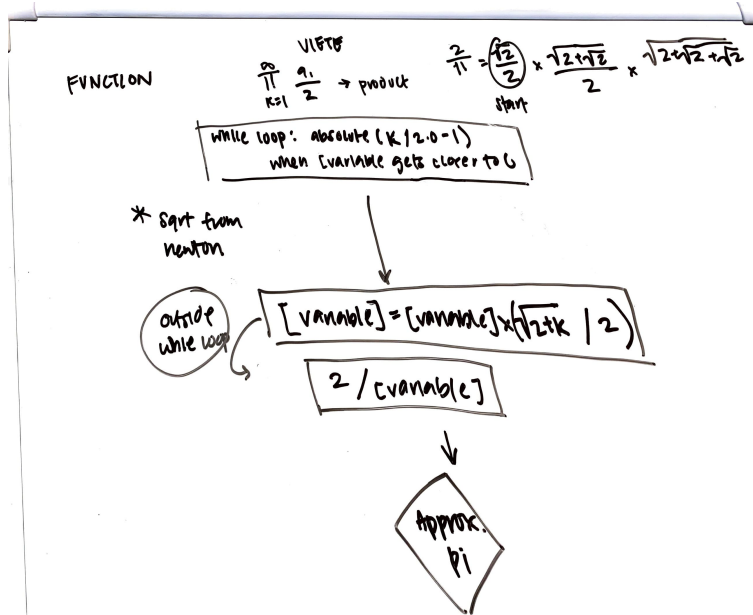 VIETE
FUNCTION
∞ ∏ K=1 a₁/2 → product
2/π = √2/2 × √(2+√2)/2 × √(2+√2+√2
start
while loop: absolute (K/2.0-1)
when [variable gets closer to 0
* sqrt from
newton
outside
while loop
[variable] = [variable] x (√2+K / 2)
2 / [variable]
Approx.
pi